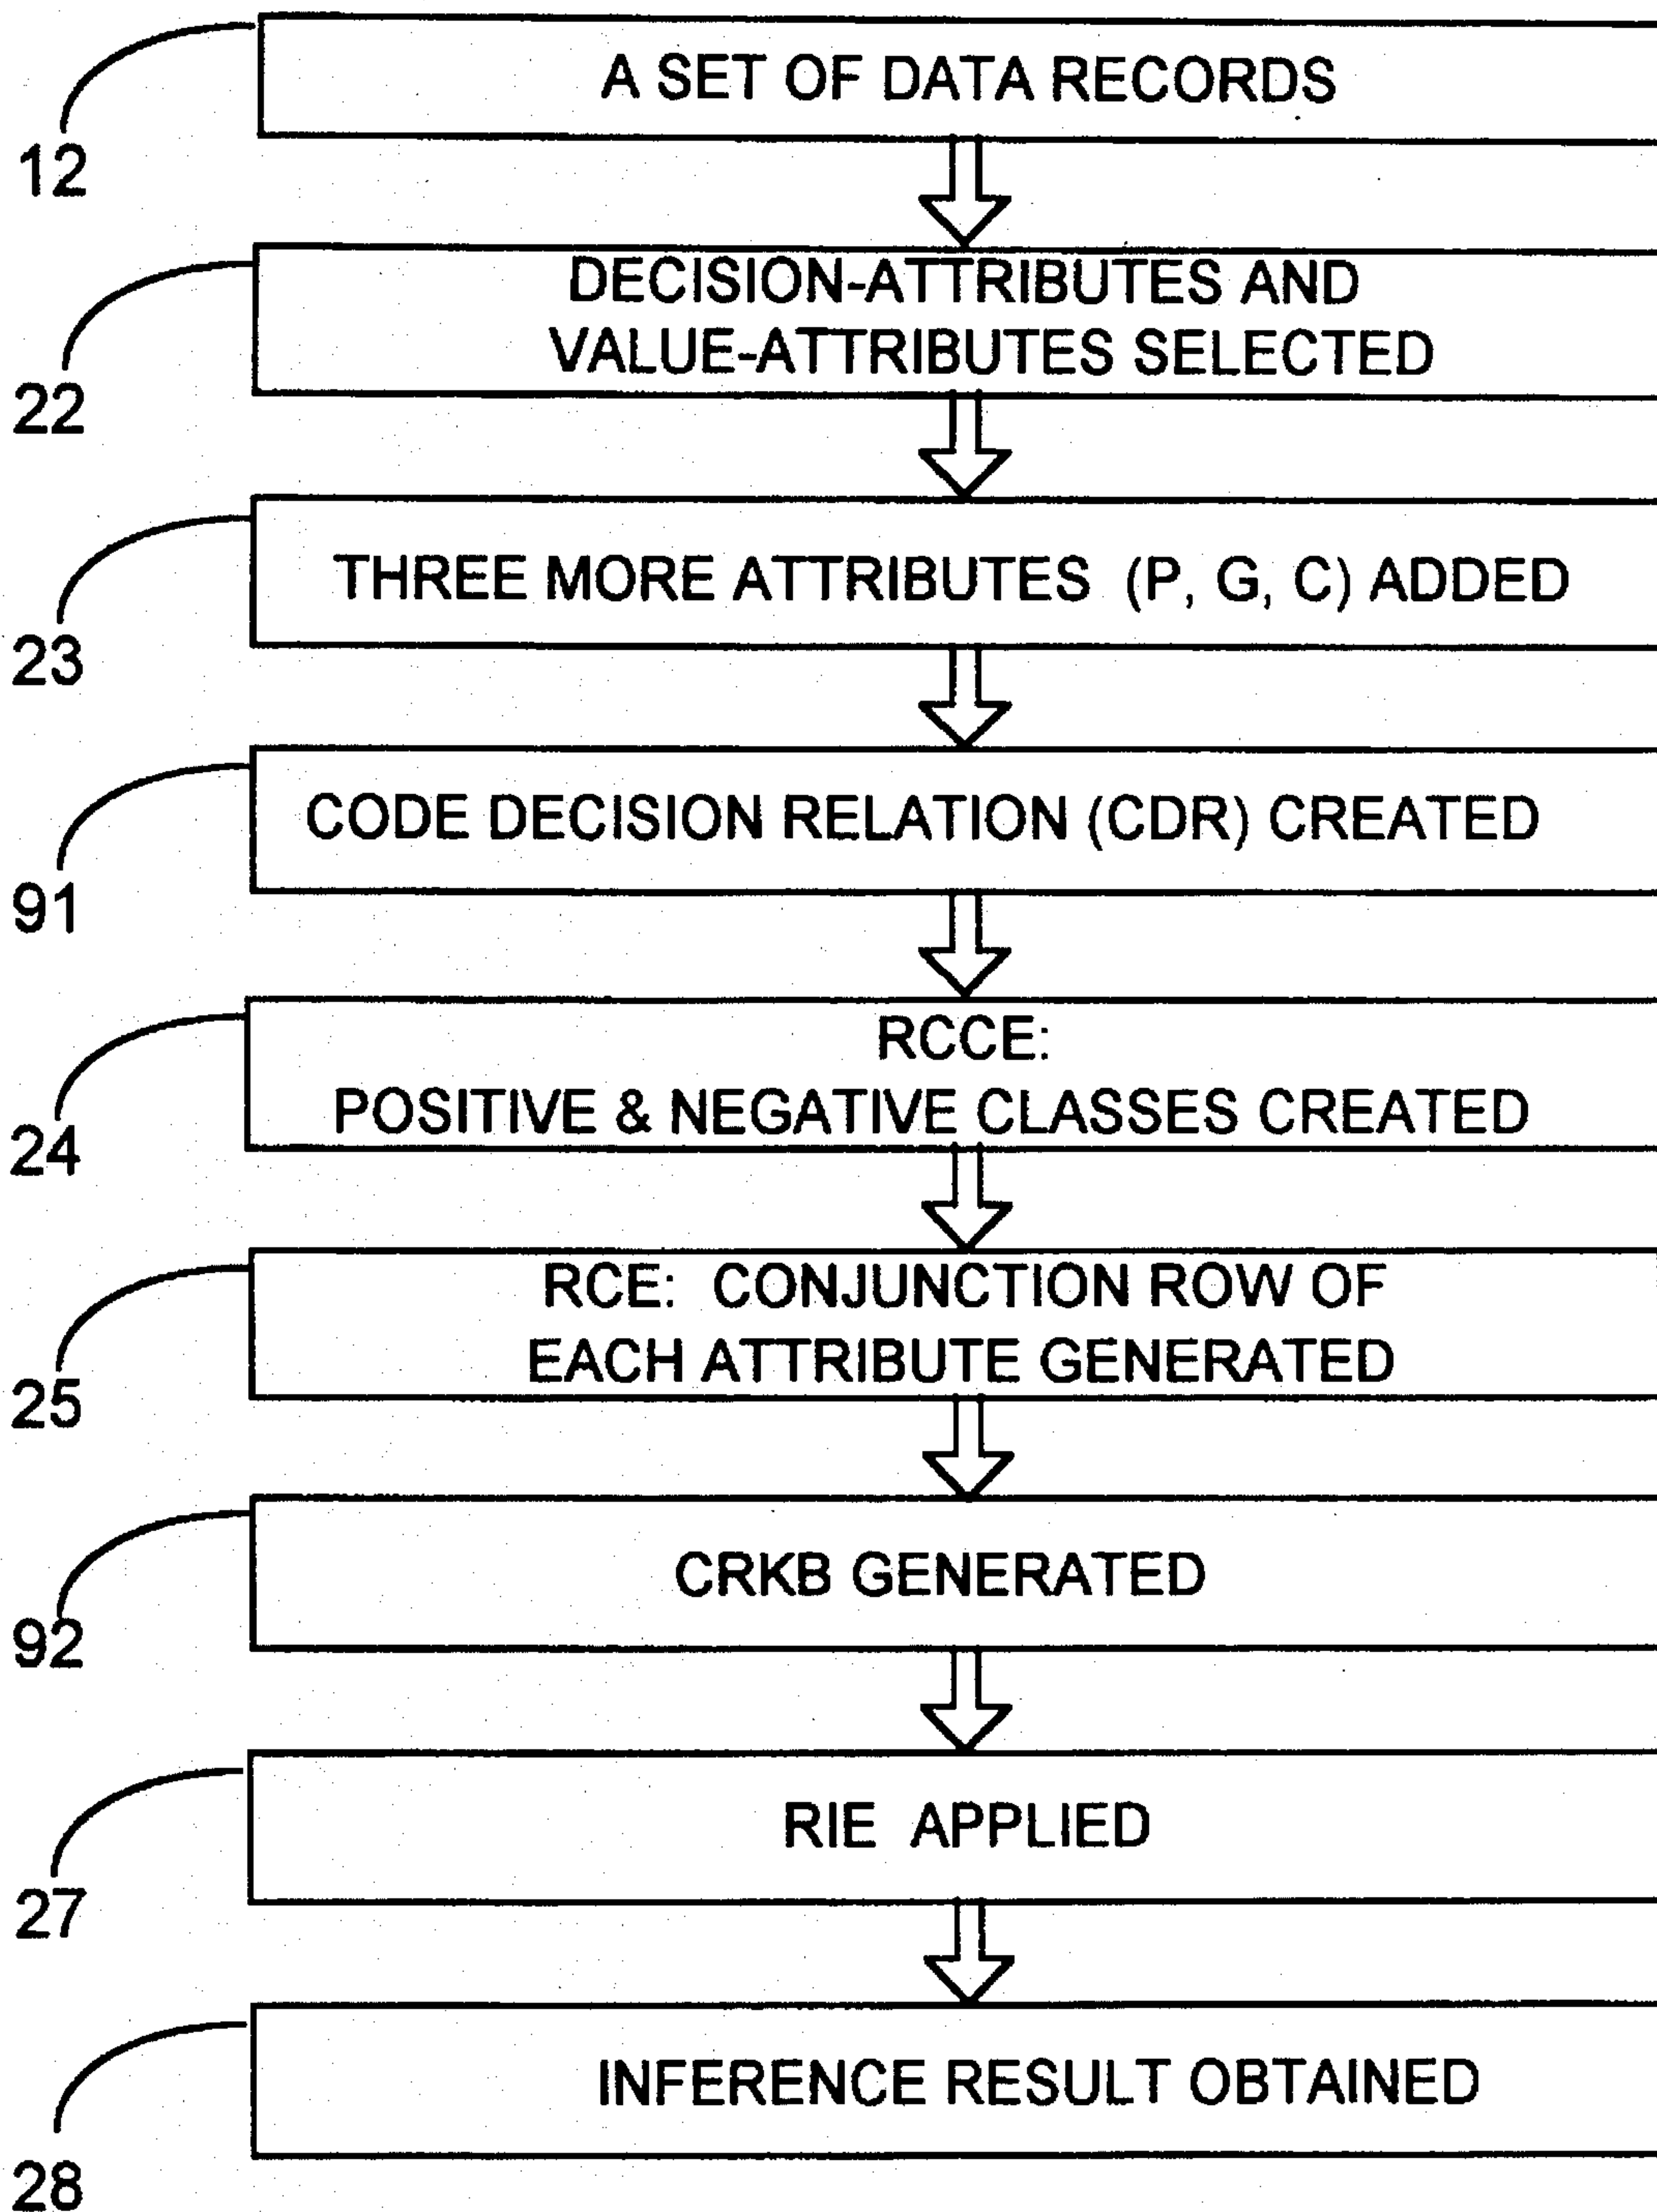 A SET OF DATA RECORDS
12
DECISION-ATTRIBUTES AND
VALUE-ATTRIBUTES SELECTED
22
THREE MORE ATTRIBUTES (P, G, C) ADDED
23
CODE DECISION RELATION (CDR) CREATED
91
RCCE:
POSITIVE & NEGATIVE CLASSES CREATED
24
RCE: CONJUNCTION ROW OF
EACH ATTRIBUTE GENERATED
25
CRKB GENERATED
92
RIE APPLIED
27
INFERENCE RESULT OBTAINED
28